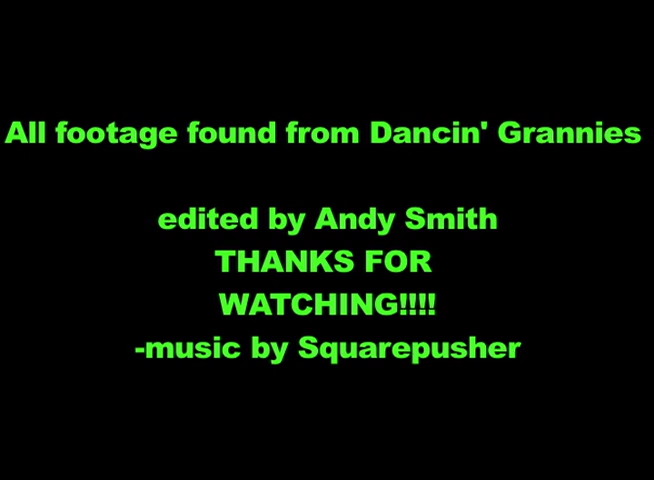 All footage found from Dancin' Grannies
edited by Andy Smith
THANKS FOR
WATCHING!!!!
-music by Squarepusher